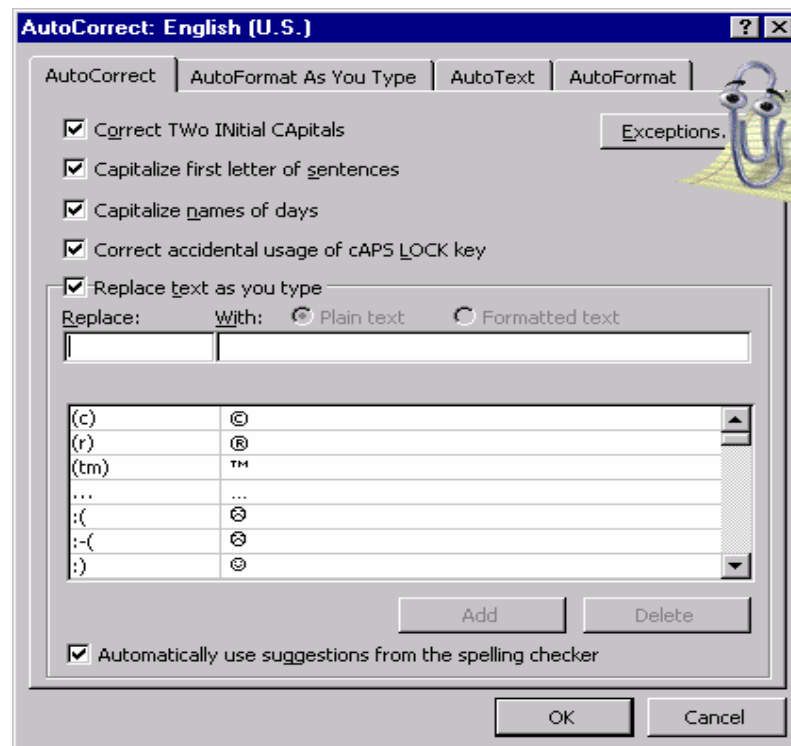 AutoCorrect: English (U.S.)
AutoCorrect AutoFormat As You Type AutoText AutoFormat
Correct TWo INitial CApitals
Exceptions.
Capitalize first letter of sentences
Capitalize names of days
Correct accidental usage of cAPS LOCK key
Replace text as you type
Replace: With: Plain text Formatted text
(c) ©
(r) ®
(tm) ™
... …
:( ☹
:-( ☹
:) ☺
Add Delete
Automatically use suggestions from the spelling checker
OK Cancel